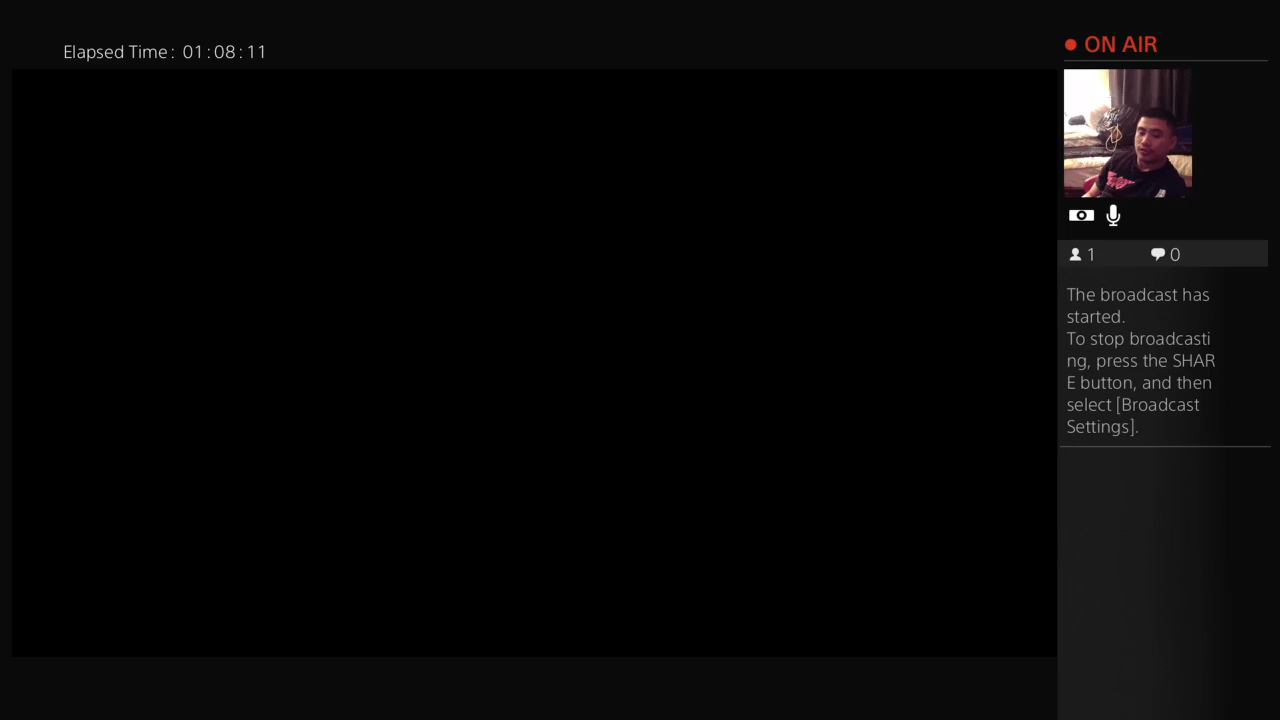 Elapsed Time: 01:08:11
ON AIR
1 0
The broadcast has
started.
To stop broadcasti
ng, press the SHAR
E button, and then
select [Broadcast
Settings].